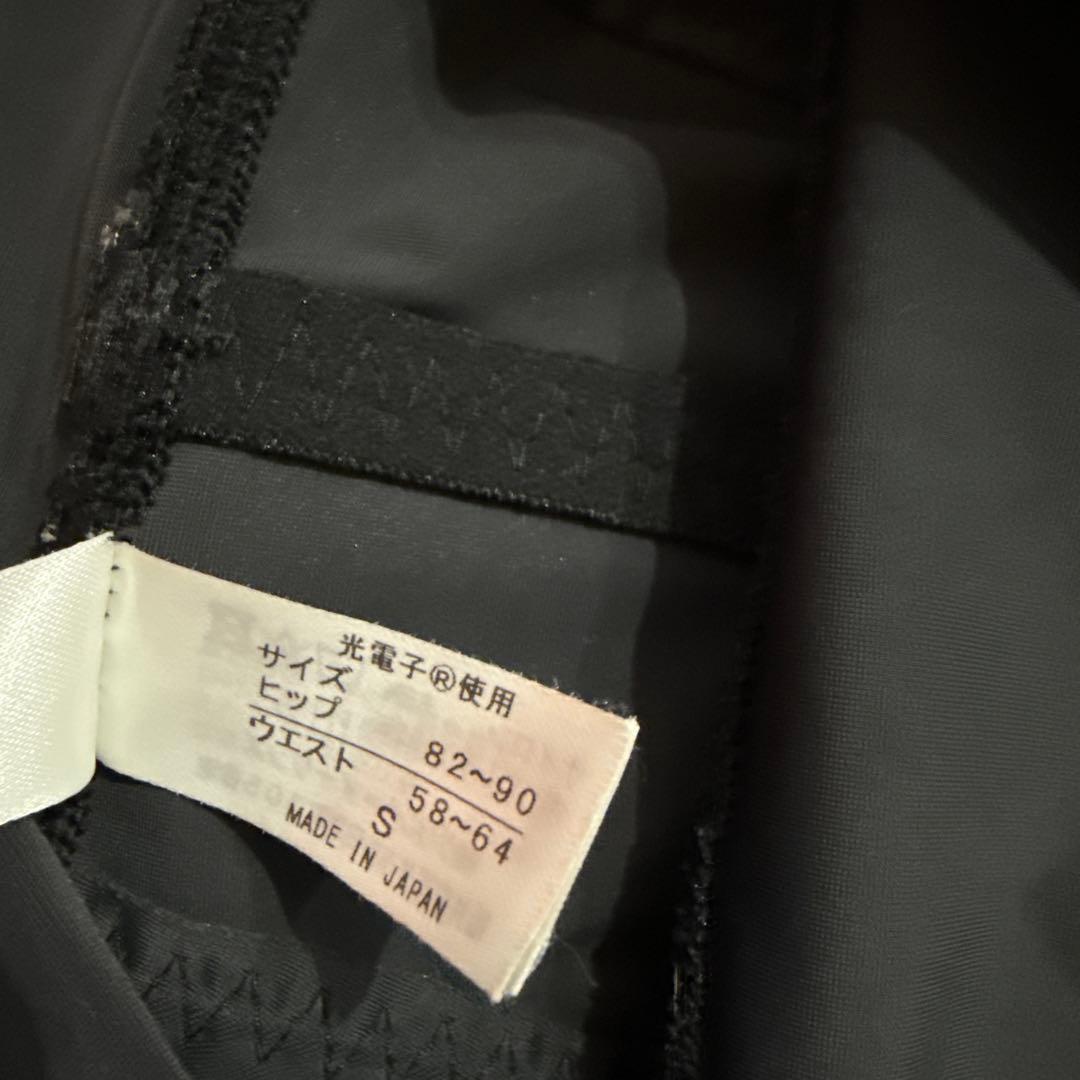 光電子®使用
サイズ
ヒップ 82~90
ウエスト 58~64
S
MADE IN JAPAN